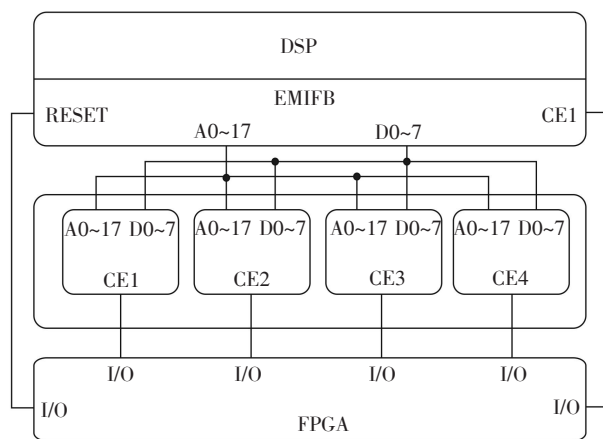 DSP
EMIFB
RESET CE1
A0~17 D0~7
A0~17 D0~7 A0~17 D0~7 A0~17 D0~7 A0~17 D0~7
CE1 CE2 CE3 CE4
I/O I/O I/O I/O
I/O I/O
FPGA